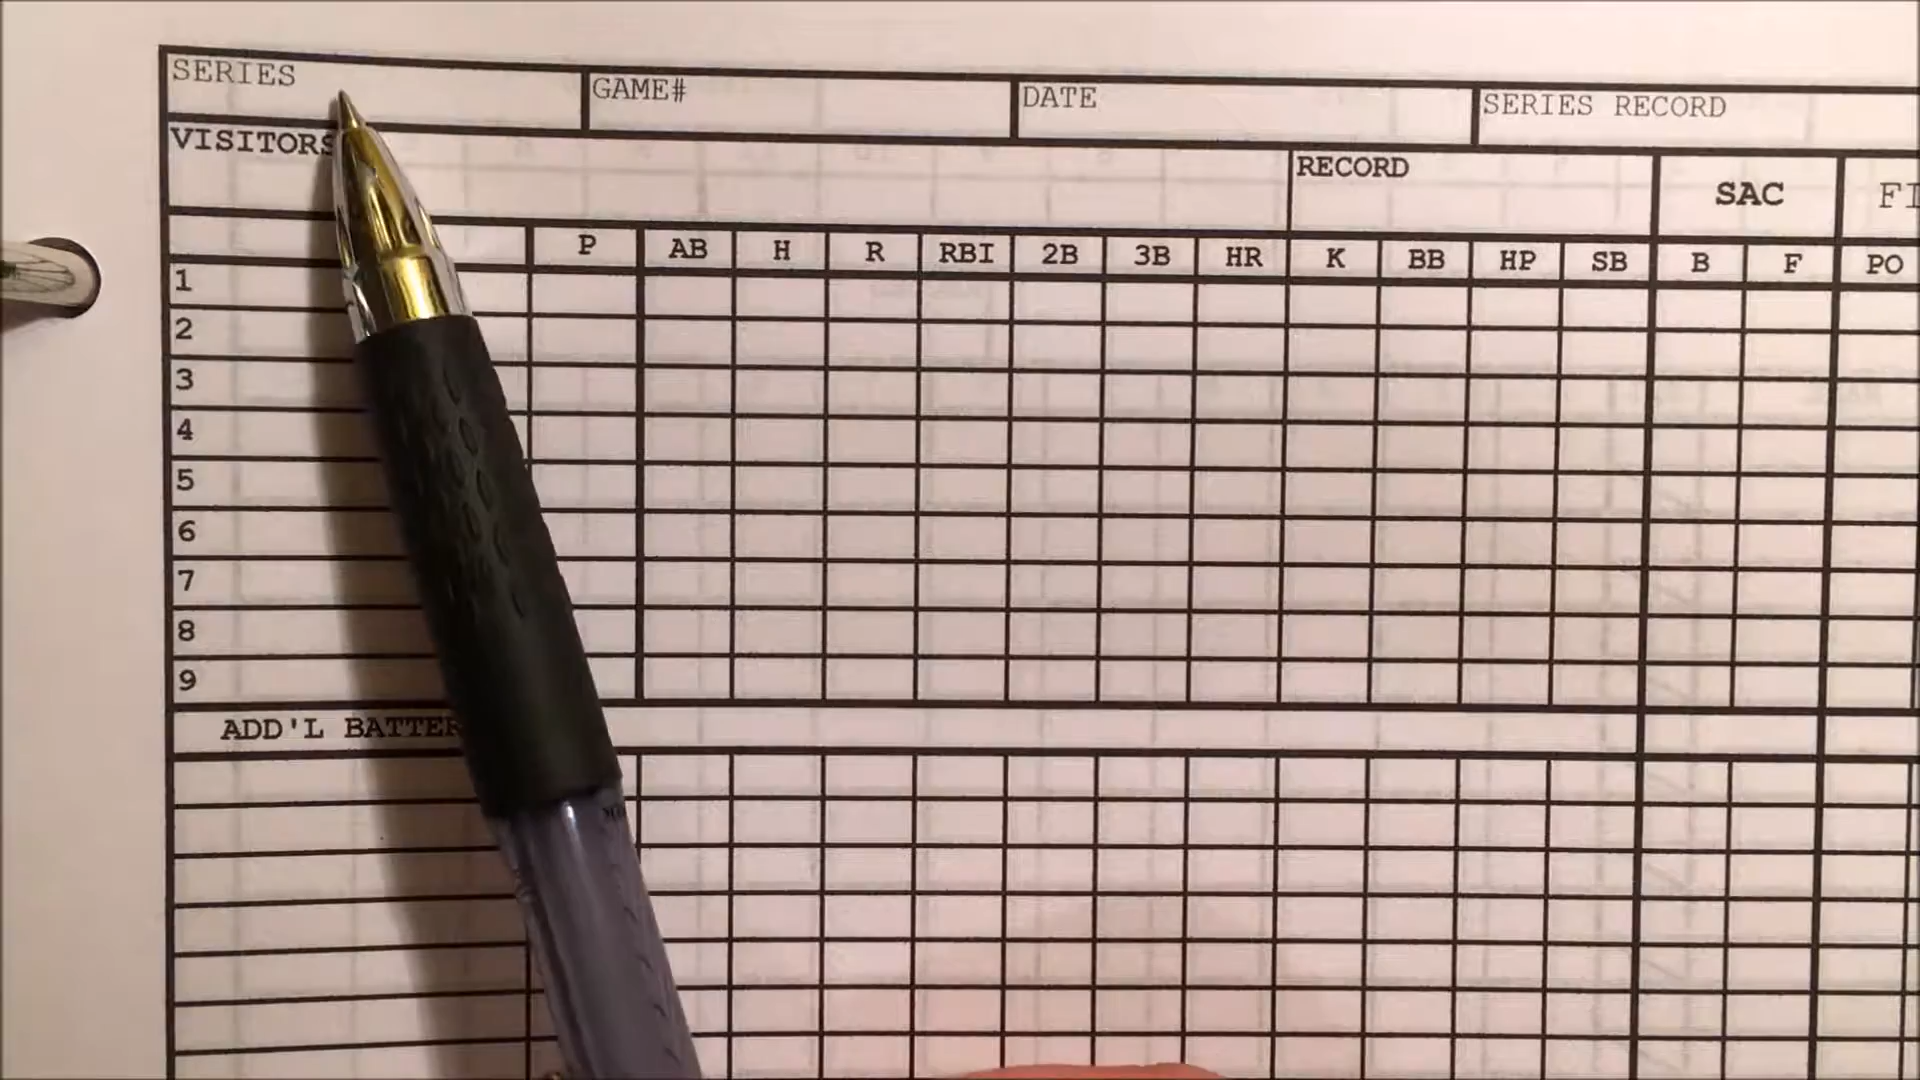 SERIES GAME# DATE SERIES RECORD
VISITORS RECORD SAC
P AB H R RBI 2B 3B HR K BB HP SB B F PO
1
2
3
4
5
6
7
8
9
ADD'L BATTER